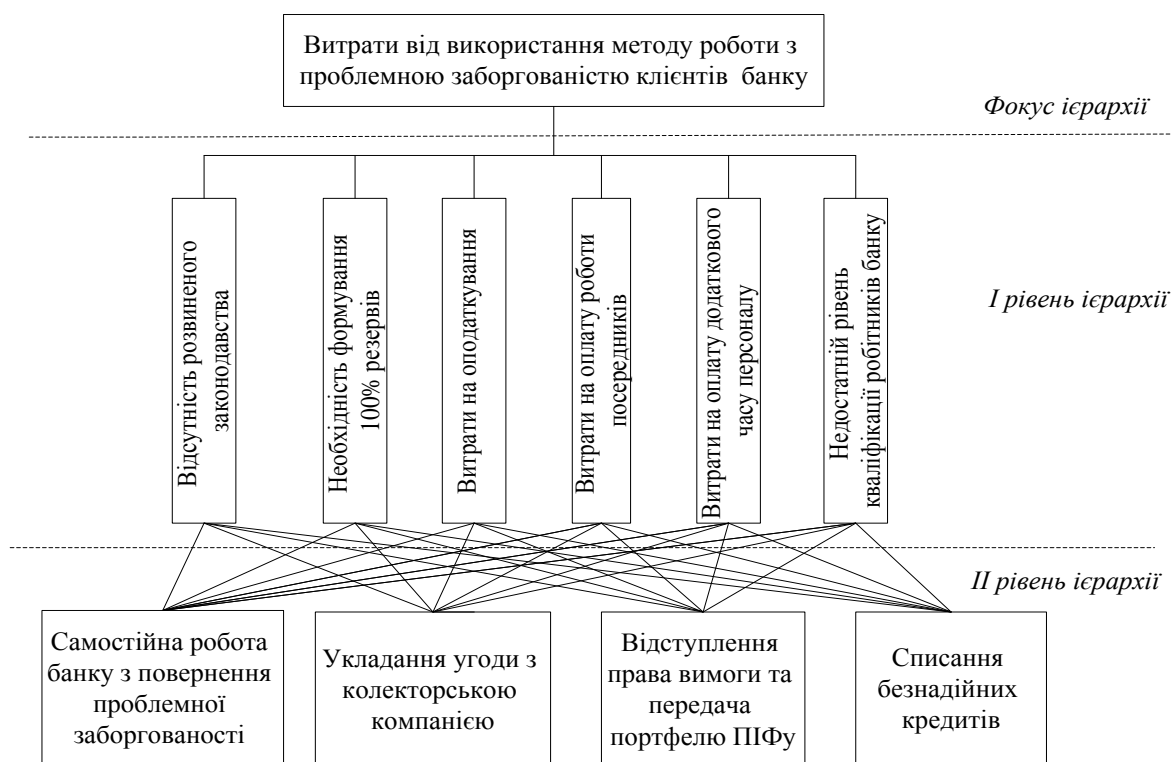 Витрати від використання методу роботи з
проблемною заборгованістю клієнтів банку
Фокус ієрархії
Відсутність розвиненого
законодавства
Необхідність формування
100% резервів
Витрати на оподаткування
Витрати на оплату роботи
посередників
Витрати на оплату додаткового
часу персоналу
Недостатній рівень
кваліфікації робітників банку
I рівень ієрархії
II рівень ієрархії
Самостійна робота
банку з повернення
проблемної
заборгованості
Укладання угоди з
колекторською
компанією
Відступлення
права вимоги та
передача
портфелю ПІФу
Списання
безнадійних
кредитів